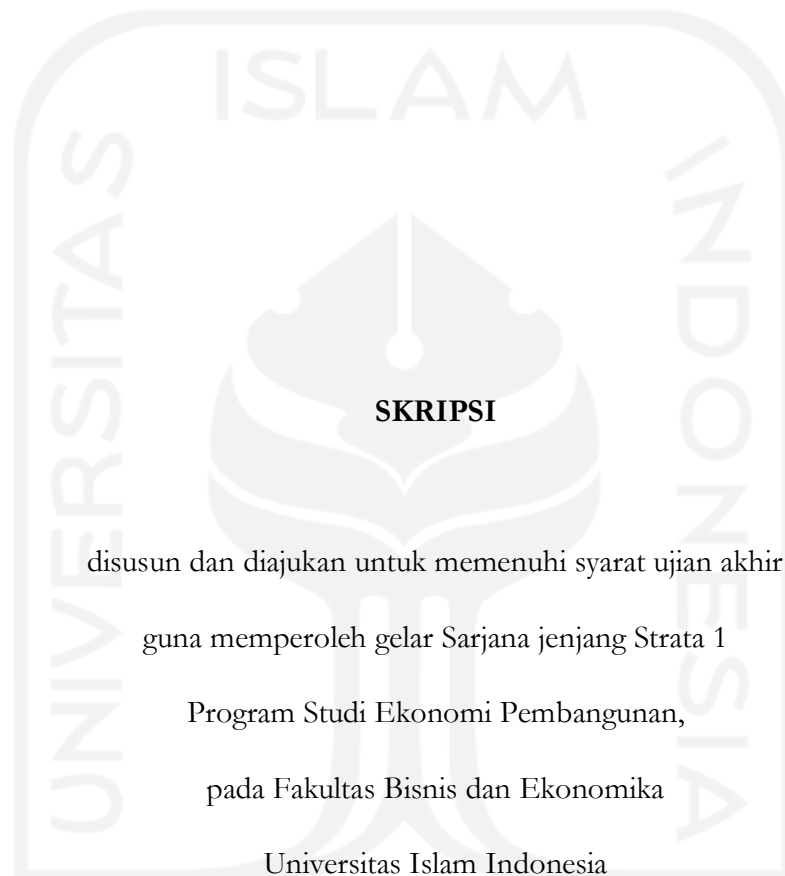 ISLAM
UNIVERSITAS
INDONESIA
SKRIPSI
disusun dan diajukan untuk memenuhi syarat ujian akhir
guna memperoleh gelar Sarjana jenjang Strata 1
Program Studi Ekonomi Pembangunan,
pada Fakultas Bisnis dan Ekonomika
Universitas Islam Indonesia